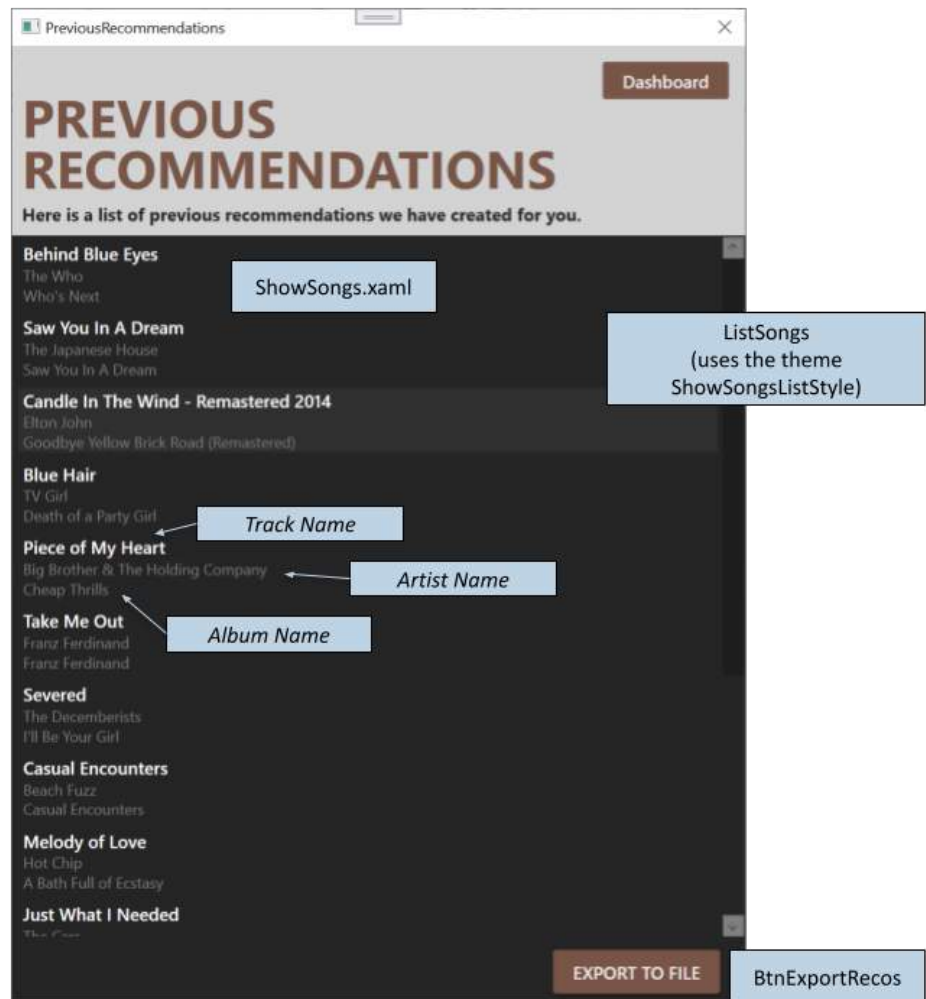 PreviousRecommendations
Dashboard
PREVIOUS
RECOMMENDATIONS
Here is a list of previous recommendations we have created for you.
Behind Blue Eyes
The Who
Who's Next
ShowSongs.xaml
Saw You In A Dream
The Japanese House
Saw You In A Dream
ListSongs
(uses the theme
ShowSongsListStyle)
Candle In The Wind - Remastered 2014
Elton John
Goodbye Yellow Brick Road (Remastered)
Blue Hair
TV Girl
Death of a Party Girl
Track Name
Piece of My Heart
Big Brother & The Holding Company
Cheap Thrills
Artist Name
Take Me Out
Franz Ferdinand
Franz Ferdinand
Album Name
Severed
The Decemberists
I'll Be Your Girl
Casual Encounters
Beach Fuzz
Casual Encounters
Melody of Love
Hot Chip
A Bath Full of Ecstasy
Just What I Needed
The Cars
EXPORT TO FILE
BtnExportRecos